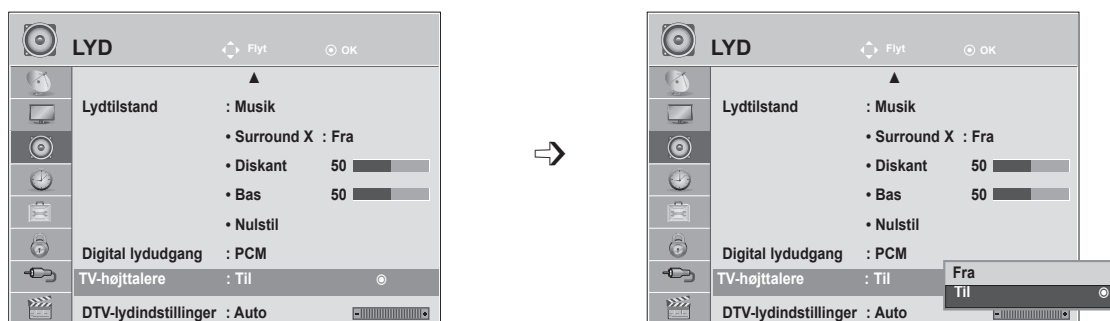 LYD Flyt OK
Lydtilstand : Musik
• Surround X : Fra
• Diskant 50
• Bas 50
• Nulstil
Digital lydudgang : PCM
TV-højttalere : Til
DTV-lydindstillinger : Auto
LYD Flyt OK
Lydtilstand : Musik
• Surround X : Fra
• Diskant 50
• Bas 50
• Nulstil
Digital lydudgang : PCM
TV-højttalere : Til
Fra
Til
DTV-lydindstillinger : Auto